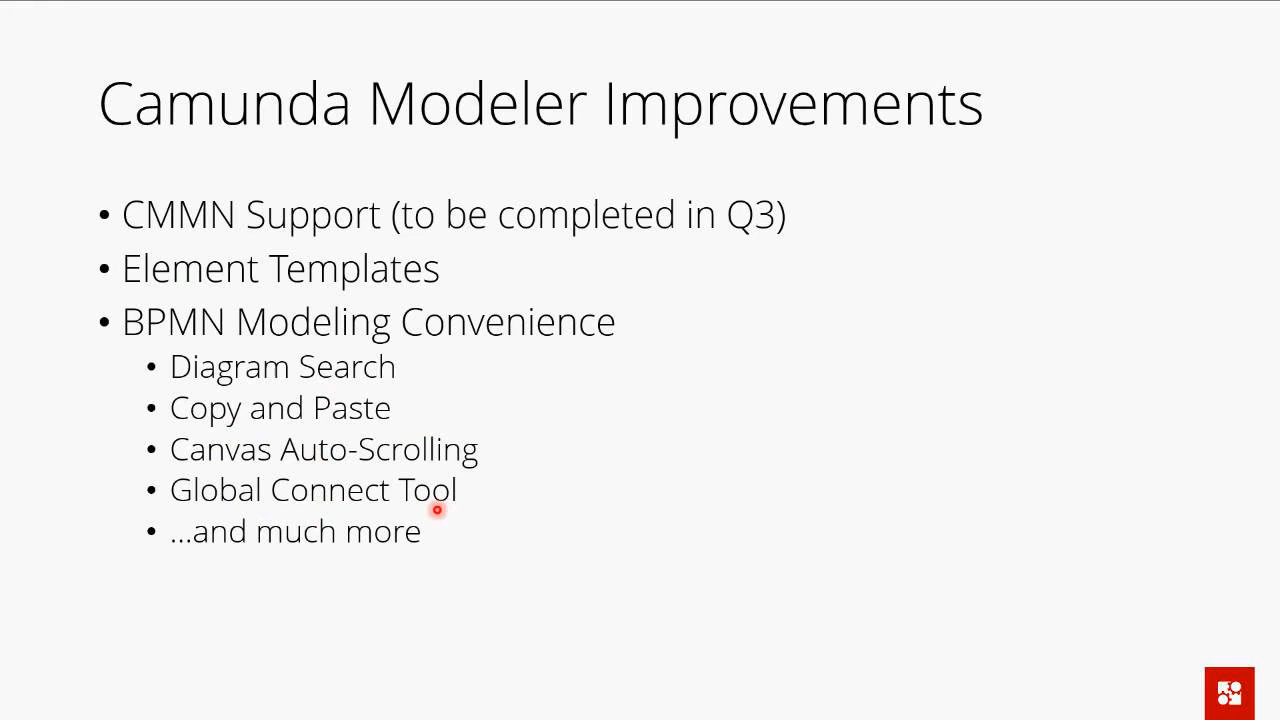 Camunda Modeler Improvements
• CMMN Support (to be completed in Q3)
• Element Templates
• BPMN Modeling Convenience
• Diagram Search
• Copy and Paste
• Canvas Auto-Scrolling
• Global Connect Tool
• ...and much more